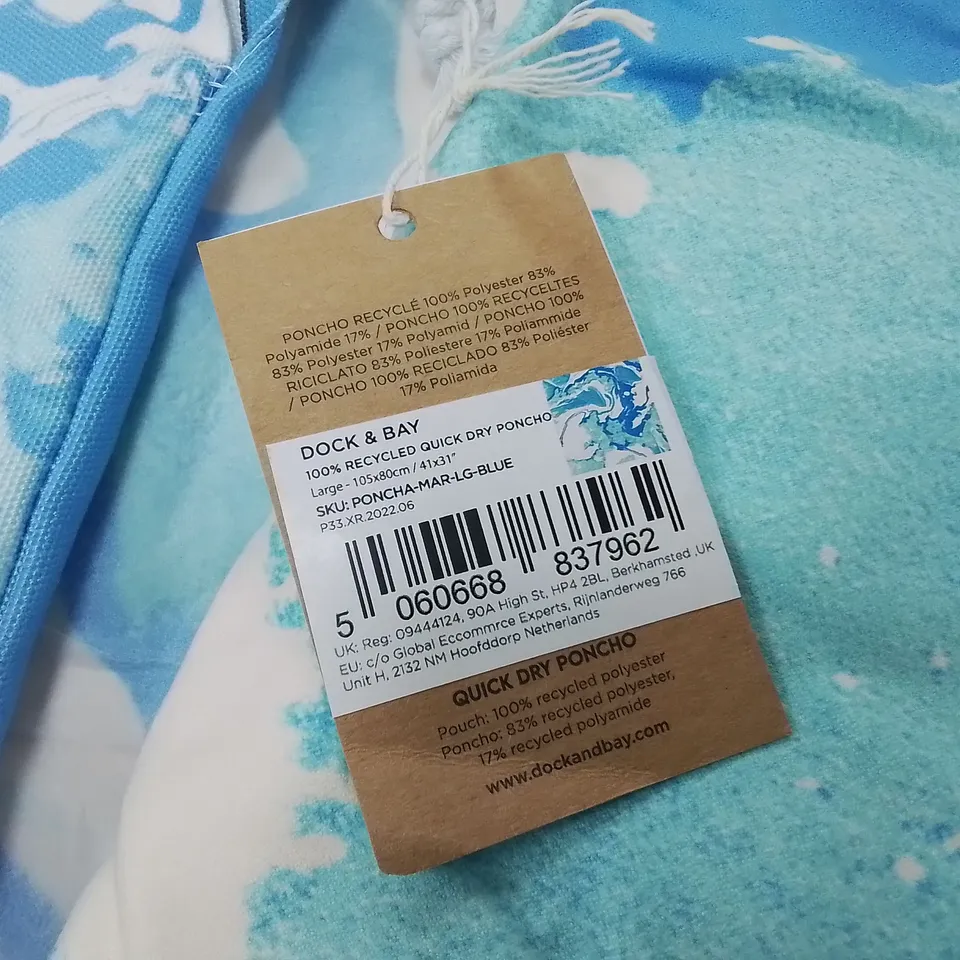 PONCHO RECYCLÉ 100% Polyester 83%
Polyamide 17% / PONCHO 100% RECYCELTES
83% Polyester 17% Polyamid / PONCHO 100%
RICICLATO 83% Poliestere 17% Poliammide
/ PONCHO 100% RECICLADO 83% Poliéster
17% Poliamida
DOCK & BAY
100% RECYCLED QUICK DRY PONCHO
Large - 105x80cm / 41x31"
SKU: PONCHA-MAR-LG-BLUE
P33.XR.2022.06
5 060668 837962
UK: Reg: 09444124, 90A High St, HP4 2BL, Berkhamsted ,UK
EU: c/o Global Eccommrce Experts, Rijnlanderweg 766
Unit H, 2132 NM Hoofddorp Netherlands
QUICK DRY PONCHO
Pouch: 100% recycled polyester
Poncho: 83% recycled polyester,
17% recycled polyamide
www.dockandbay.com